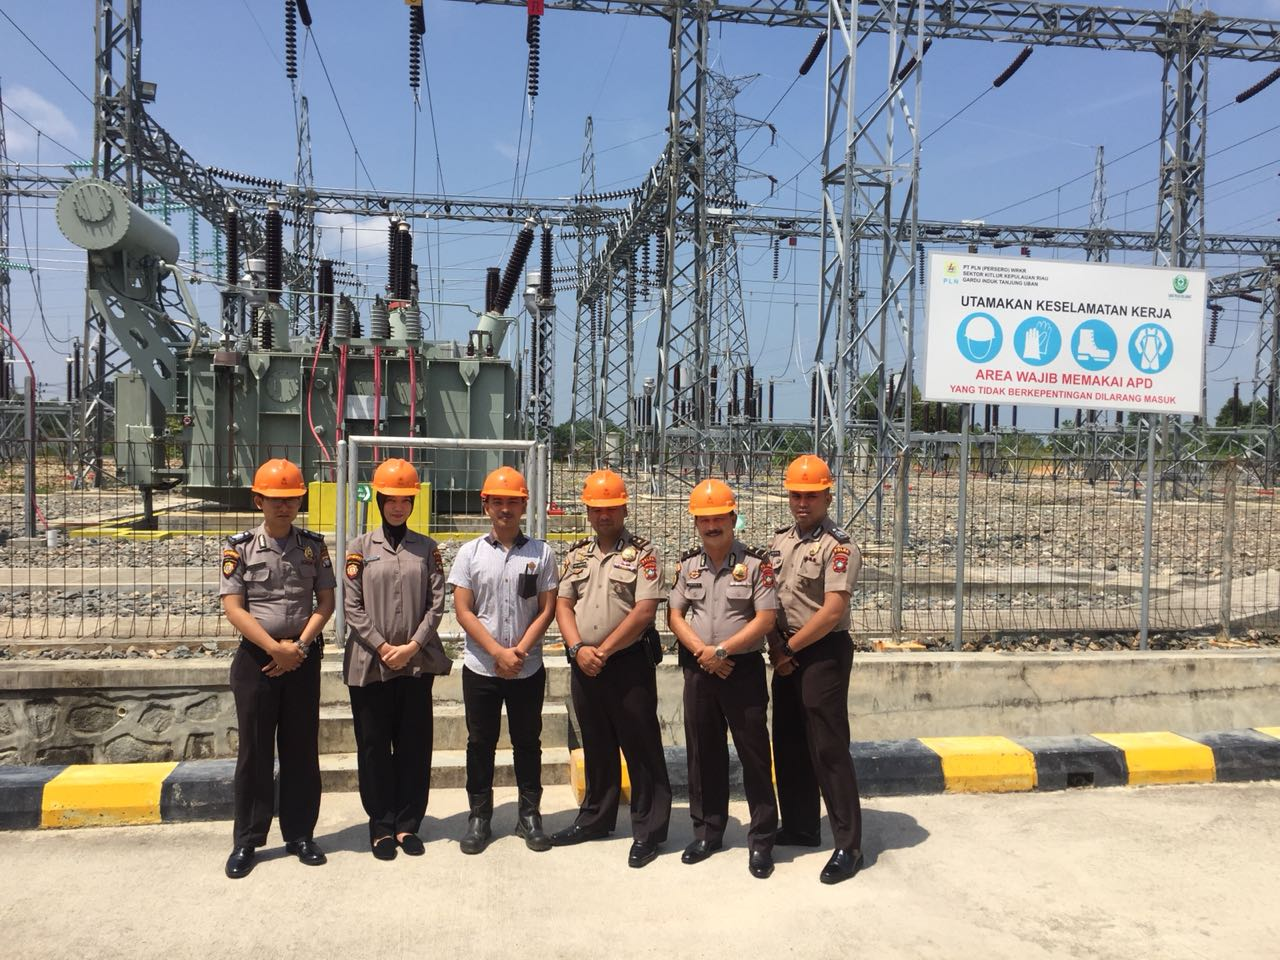 PLN
PT PLN (PERSERO) WRKR
SEKTOR KITLUR KEPULAUAN RIAU
GARDU INDUK TANJUNG UBAN
UTAMAKAN KESELAMATAN KERJA
AREA WAJIB MEMAKAI APD
YANG TIDAK BERKEPENTINGAN DILARANG MASUK